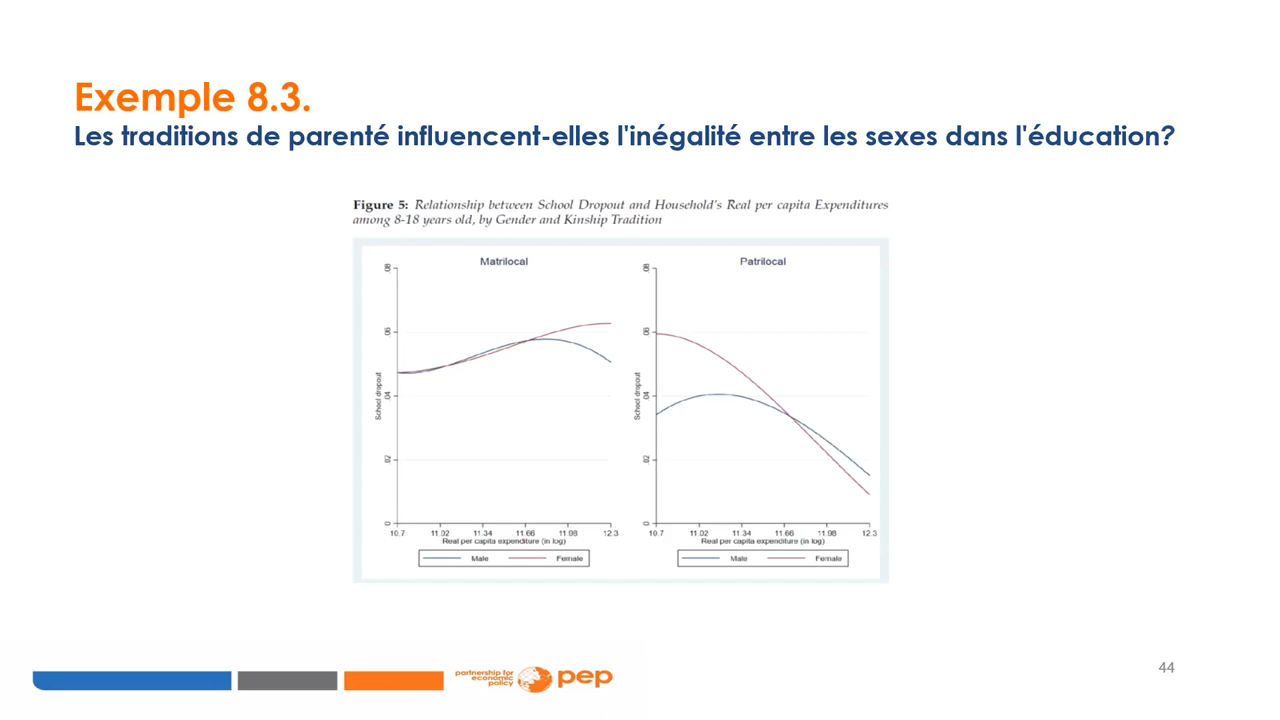 Exemple 8.3.
Les traditions de parenté influencent-elles l'inégalité entre les sexes dans l'éducation?
Figure 5: Relationship between School Dropout and Household's Real per capita Expenditures
among 8-18 years old, by Gender and Kinship Tradition
Matrilocal
School dropout
0 .02 .04 .06 .08
10.7 11.02 11.34 11.66 11.98 12.3
Real per capita expenditure (in log)
Male Female
Patrilocal
School dropout
0 .02 .04 .06 .08
10.7 11.02 11.34 11.66 11.98 12.3
Real per capita expenditure (in log)
Male Female
partnership for
economic
policy
pep
44